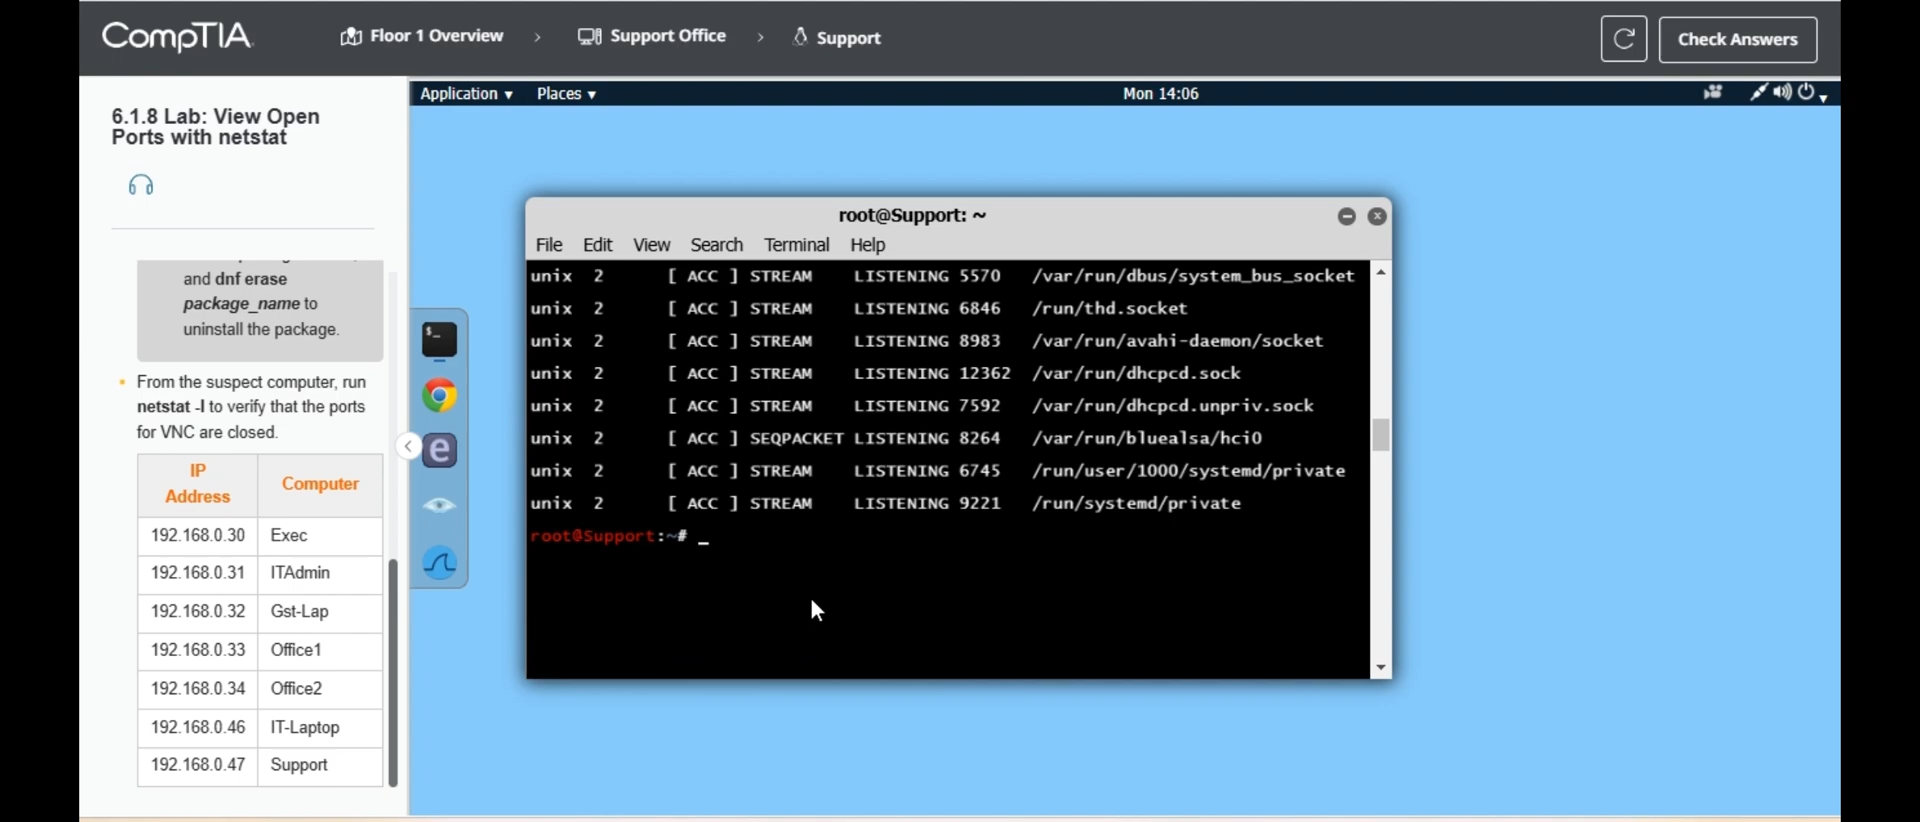 CompTIA.
Floor 1 Overview > Support Office > Support
Check Answers
6.1.8 Lab: View Open
Ports with netstat
and dnf erase
package_name to
uninstall the package.
• From the suspect computer, run
netstat -l to verify that the ports
for VNC are closed.
IP Address Computer
192.168.0.30 Exec
192.168.0.31 ITAdmin
192.168.0.32 Gst-Lap
192.168.0.33 Office1
192.168.0.34 Office2
192.168.0.46 IT-Laptop
192.168.0.47 Support
Application ▾ Places ▾ Mon 14:06
root@Support: ~
File Edit View Search Terminal Help
unix 2 [ ACC ] STREAM LISTENING 5570 /var/run/dbus/system_bus_socket
unix 2 [ ACC ] STREAM LISTENING 6846 /run/thd.socket
unix 2 [ ACC ] STREAM LISTENING 8983 /var/run/avahi-daemon/socket
unix 2 [ ACC ] STREAM LISTENING 12362 /var/run/dhcpcd.sock
unix 2 [ ACC ] STREAM LISTENING 7592 /var/run/dhcpcd.unpriv.sock
unix 2 [ ACC ] SEQPACKET LISTENING 8264 /var/run/bluealsa/hci0
unix 2 [ ACC ] STREAM LISTENING 6745 /run/user/1000/systemd/private
unix 2 [ ACC ] STREAM LISTENING 9221 /run/systemd/private
root@Support:~# _